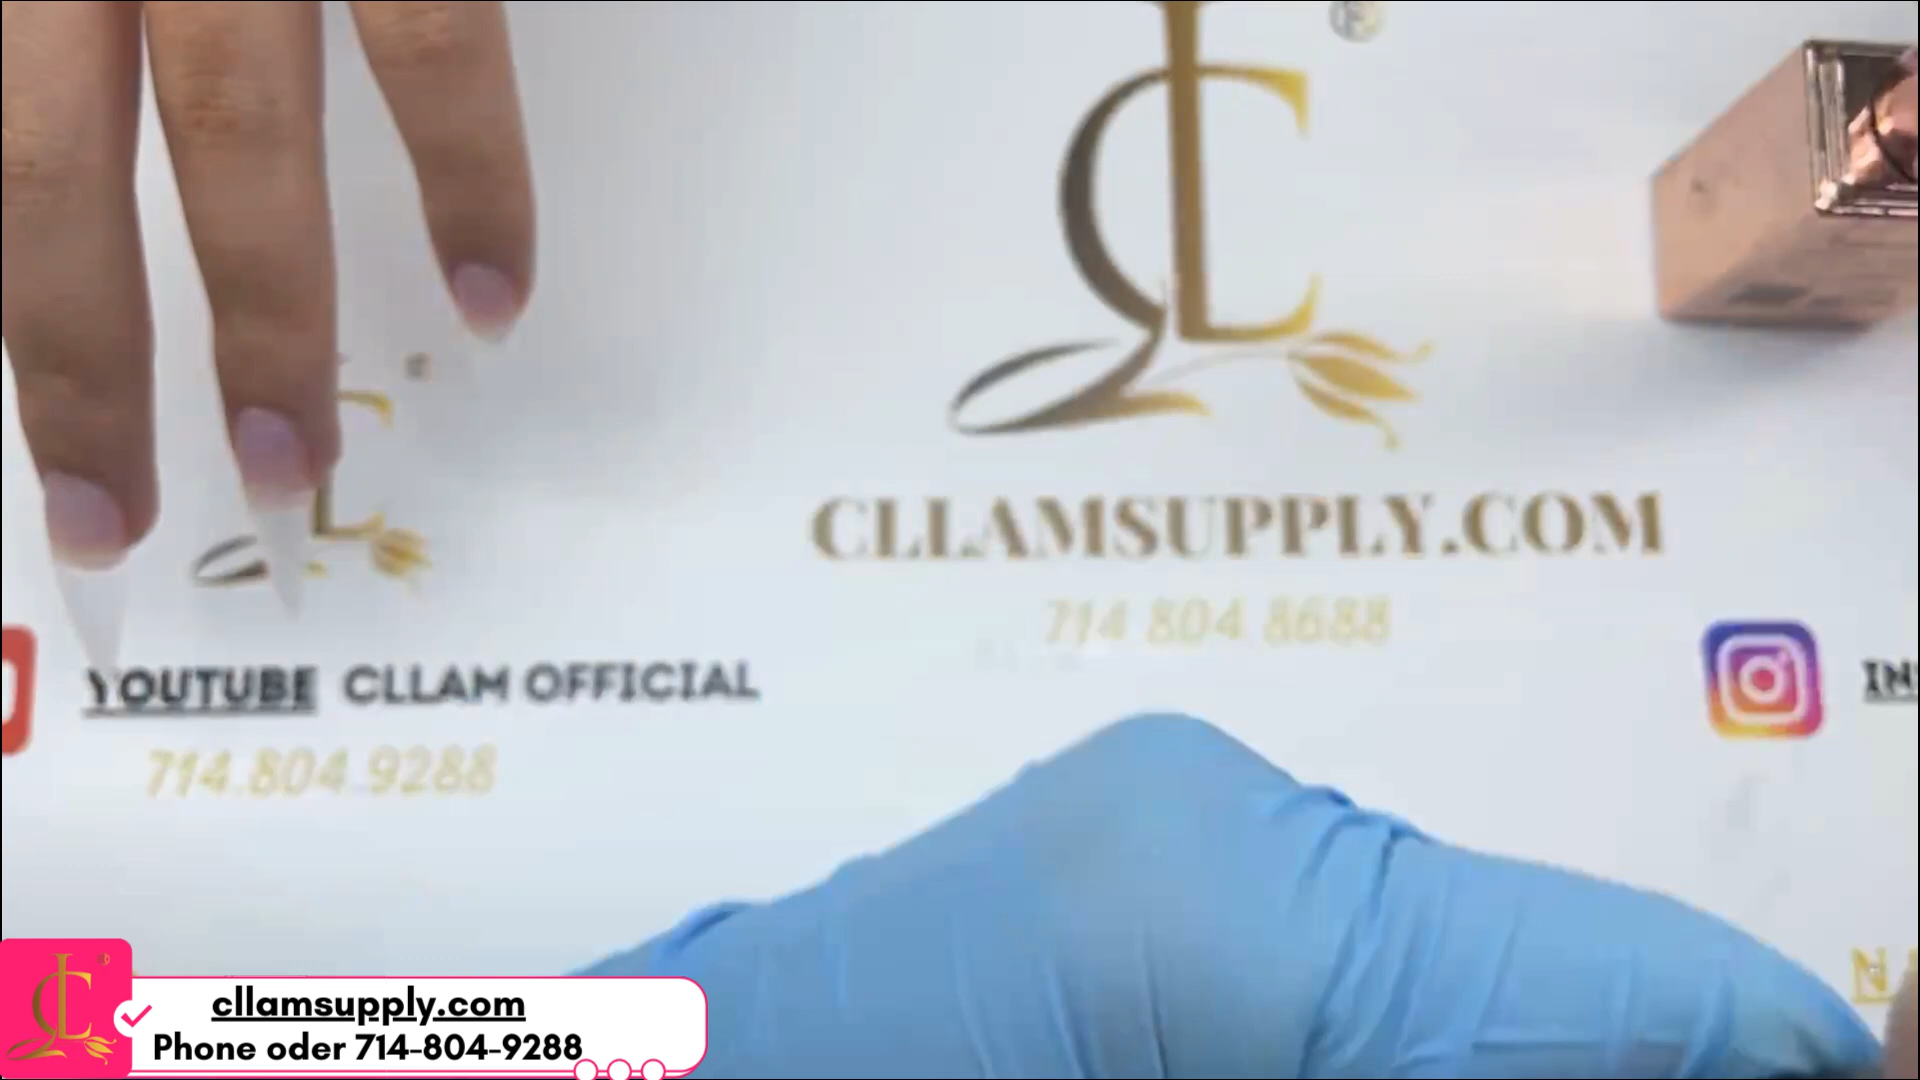 CLLAMSUPPLY.COM
714 804 8688
YOUTUBE CLLAM OFFICIAL
714.804.9288
cllamsupply.com
Phone oder 714-804-9288